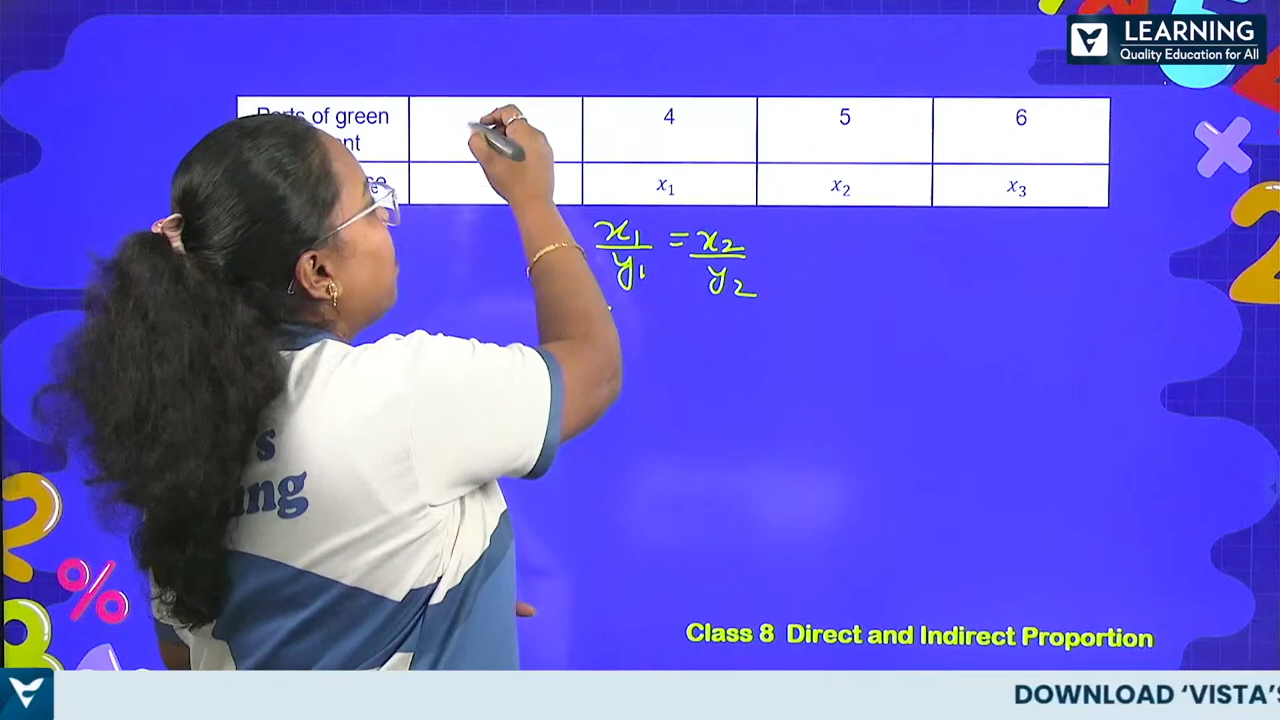 LEARNING
Quality Education for All
Parts of green
4 5 6
x₁ x₂ x₃
x₁/y₁ = x₂/y₂
Class 8 Direct and Indirect Proportion
DOWNLOAD ‘VISTA’S